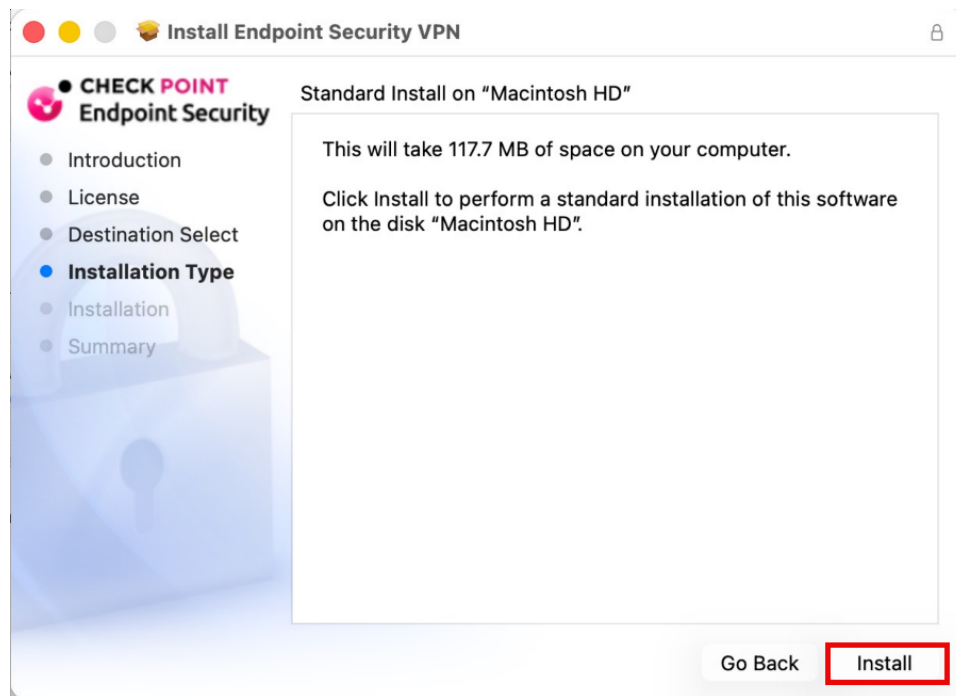 Install Endpoint Security VPN
CHECK POINT
Endpoint Security
Standard Install on “Macintosh HD”
Introduction
License
Destination Select
Installation Type
Installation
Summary
This will take 117.7 MB of space on your computer.
Click Install to perform a standard installation of this software
on the disk “Macintosh HD”.
Go Back
Install